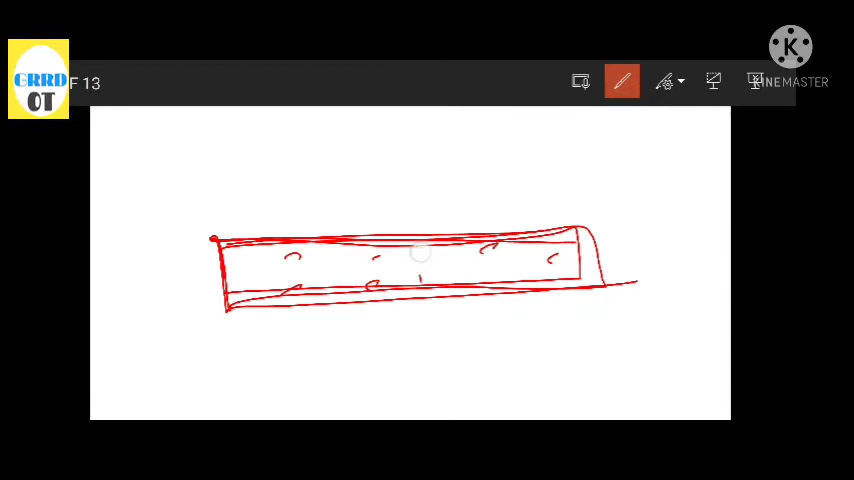 GRRD
OT
F 13
K
KINEMASTER